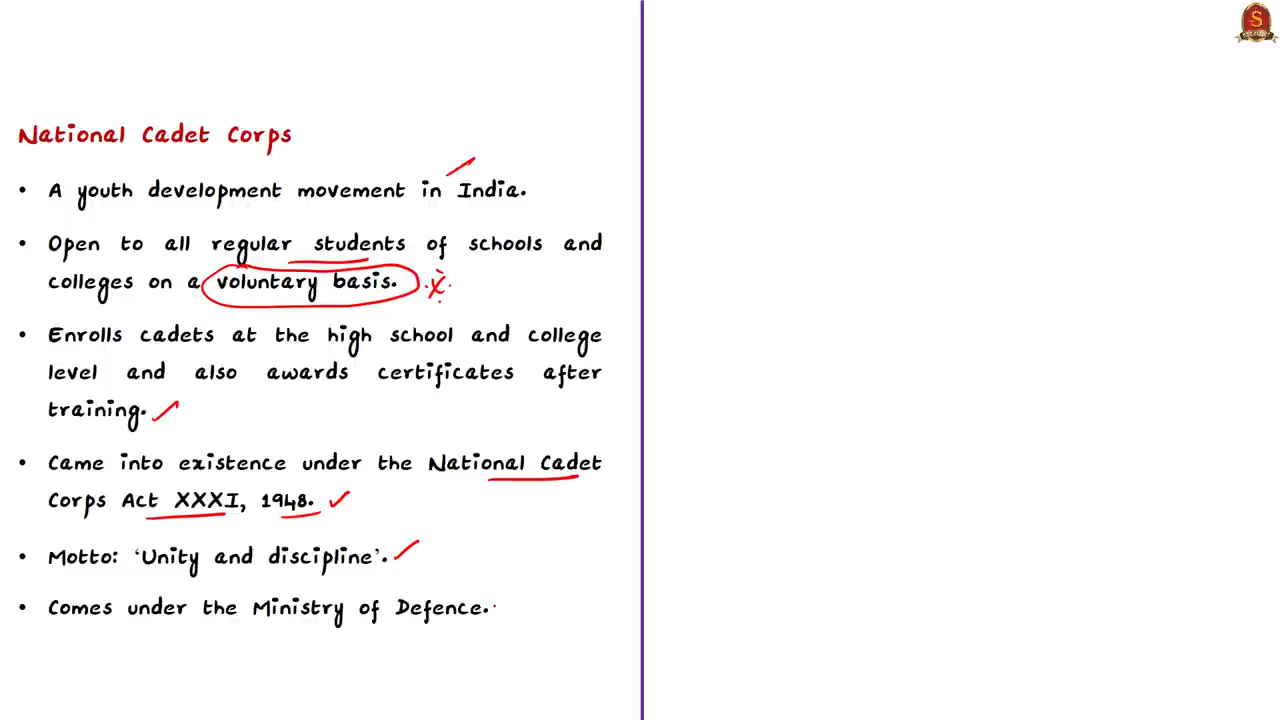 National Cadet Corps
• A youth development movement in India.
• Open to all regular students of schools and
colleges on a voluntary basis.
• Enrolls cadets at the high school and college
level and also awards certificates after
training.
• Came into existence under the National Cadet
Corps Act XXXI, 1948.
• Motto: ‘Unity and discipline’.
• Comes under the Ministry of Defence.